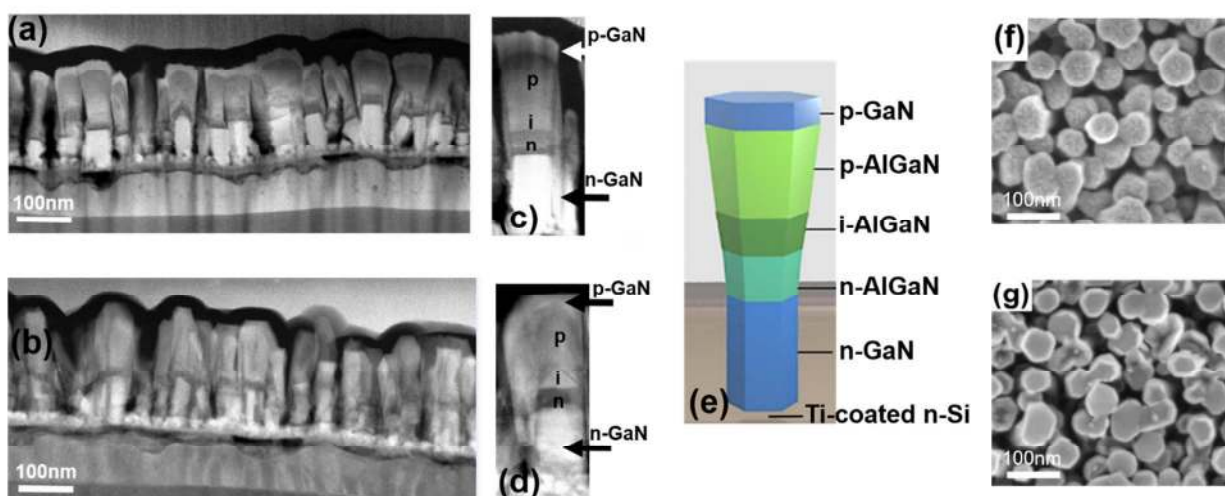 (a)
100nm
(b)
100nm
p-GaN
p
i
n
n-GaN
c)
p-GaN
p
i
n
n-GaN
(d)
p-GaN
p-AlGaN
i-AlGaN
n-AlGaN
n-GaN
(e)
Ti-coated n-Si
(f)
100nm
(g)
100nm